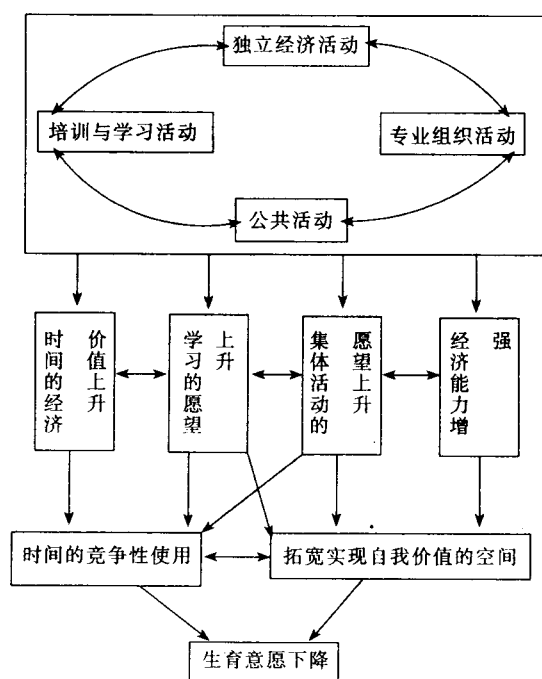 独立经济活动
培训与学习活动
专业组织活动
公共活动
时间的经济
价值上升
学习的愿望
上升
集体活动的
愿望上升
经济能力增
强
时间的竞争性使用
拓宽实现自我价值的空间
生育意愿下降